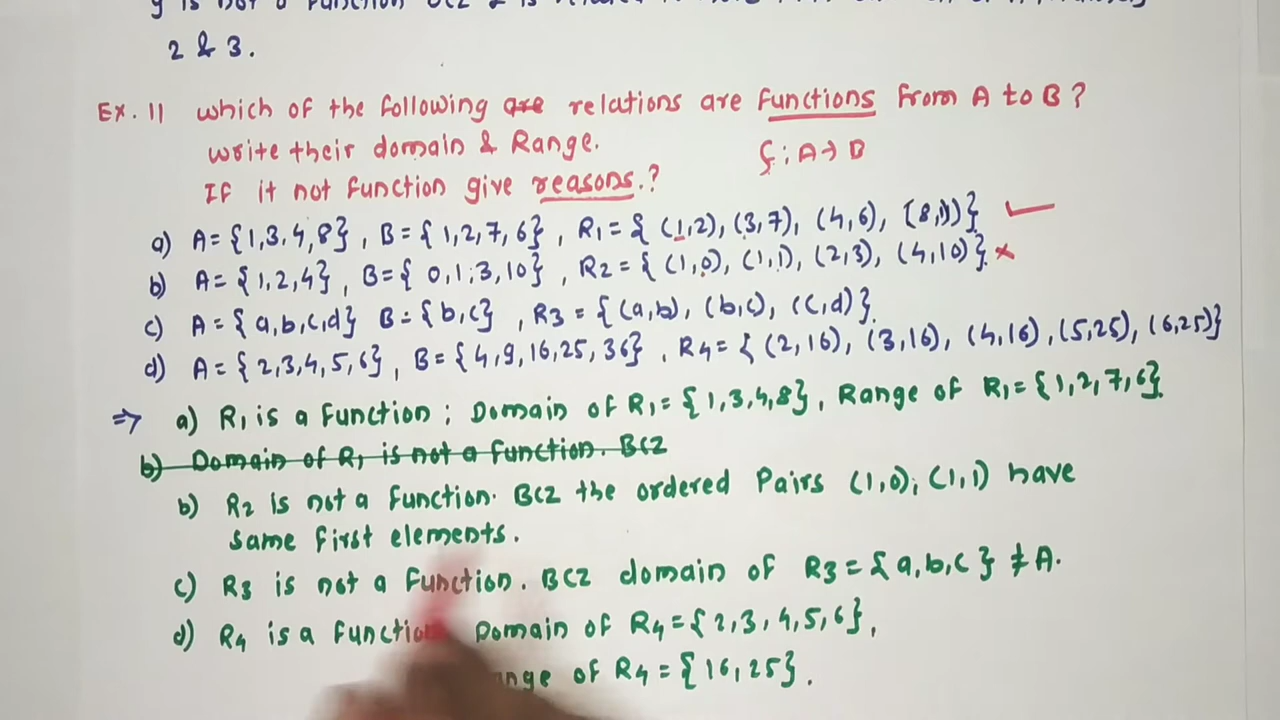 2 & 3.
Ex. 11 which of the following are relations are functions from A to B?
Write their domain & Range.
f : A → B
If it not function give reasons.?
a) A = {1,3,4,8}, B = {1,2,7,6}, R1 = { (1,2), (3,7), (4,6), (8,1)}
b) A = {1,2,4}, B = { 0,1,3,10}, R2 = { (1,0), (1,1), (2,3), (4,10)}.
c) A = {a,b,c,d} B = {b,c}, R3 = {(a,b), (b,c), (c,d)}.
d) A = {2,3,4,5,6}, B = {4,9,16,25,36}, R4 = { (2,16), (3,16), (4,16), (5,25), (6,25)}
⇒ a) R1 is a function; Domain of R1 = {1,3,4,8}, Range of R1 = {1,2,7,6}.
b) Domain of R1 is not a function. BCZ
b) R2 is not a function. BCZ the ordered Pairs (1,0), (1,1) have
same first elements.
c) R3 is not a function. BCZ domain of R3 = {a,b,c} ≠ A.
d) R4 is a Domain of R4 = {2,3,4,5,6},
of R4 = {16,25}.